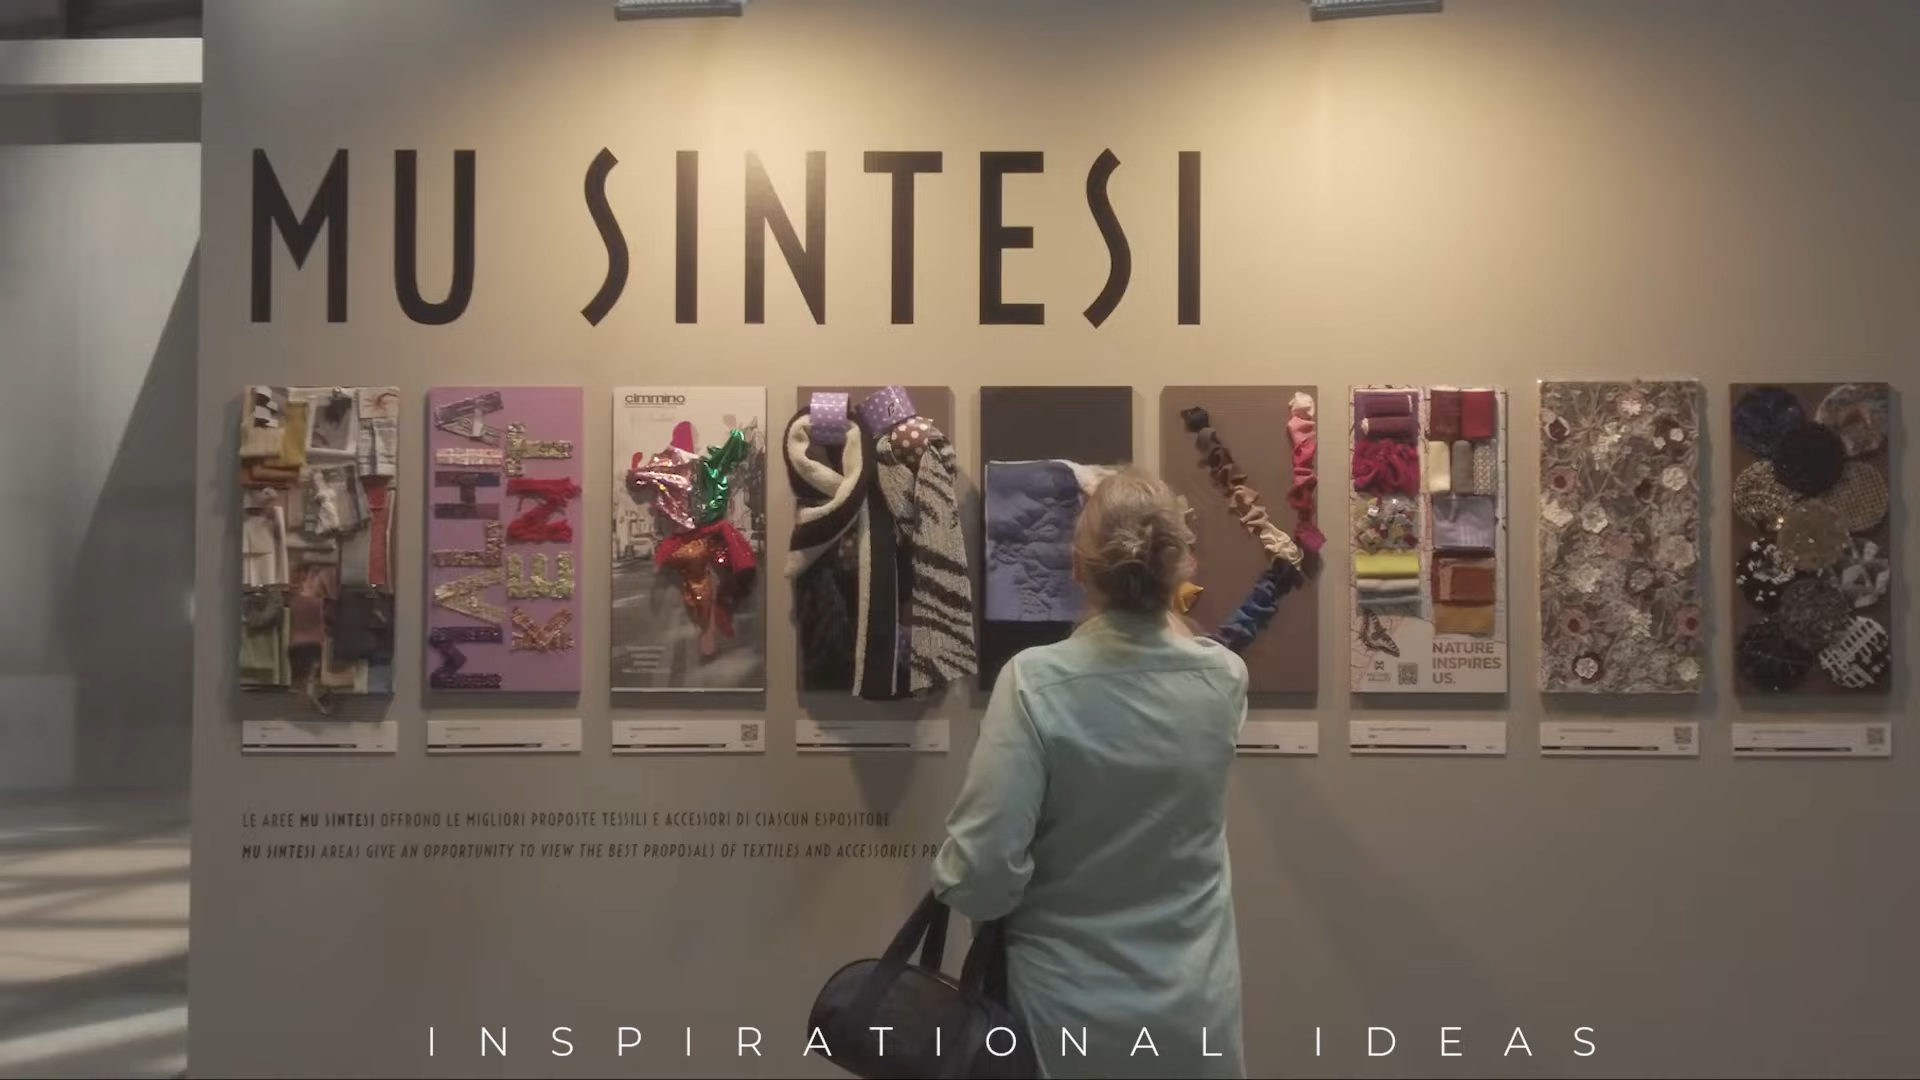 MU SINTESI
cimmino
MALHIA
KENT
NATURE
INSPIRES
US.
LE AREE MU SINTESI OFFRONO LE MIGLIORI PROPOSTE TESSILI E ACCESSORI DI CIASCUN ESPOSITORE
MU SINTESI AREAS GIVE AN OPPORTUNITY TO VIEW THE BEST PROPOSALS OF TEXTILES AND ACCESSORIES
INSPIRATIONAL IDEAS